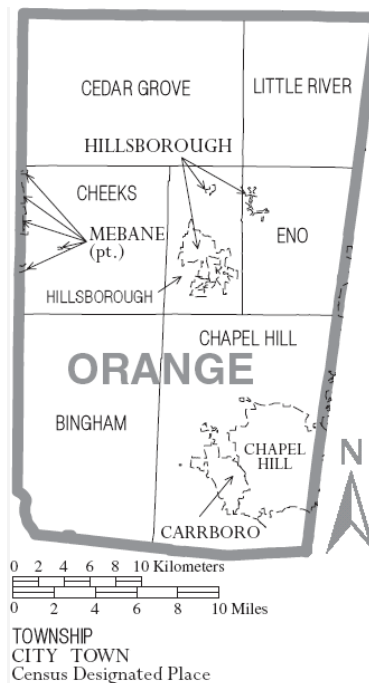 CEDAR GROVE
LITTLE RIVER
HILLSBOROUGH
CHEEKS
MEBANE
(pt.)
ENO
HILLSBOROUGH
CHAPEL HILL
ORANGE
BINGHAM
CHAPEL
HILL
N
CARRBORO
0 2 4 6 8 10 Kilometers
0 2 4 6 8 10 Miles
TOWNSHIP
CITY TOWN
Census Designated Place